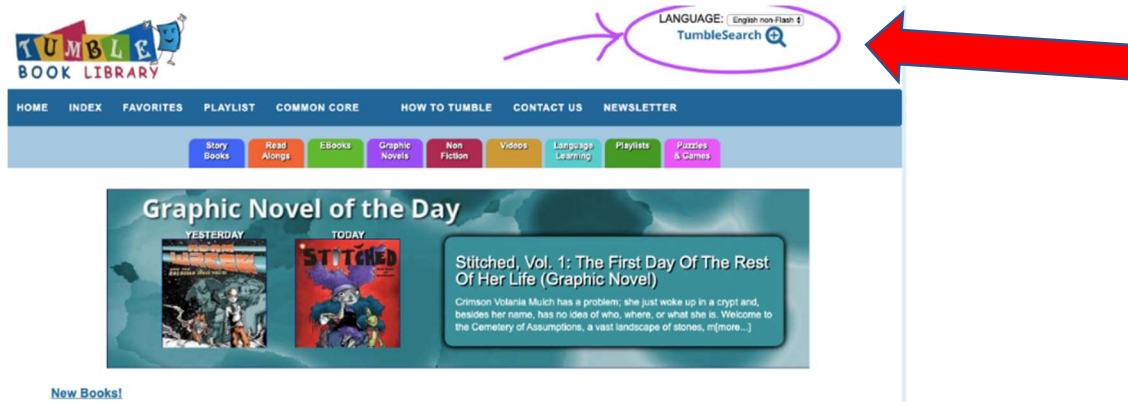 LANGUAGE: English non-Flash
TumbleSearch
TUMBLE
BOOK LIBRARY
HOME INDEX FAVORITES PLAYLIST COMMON CORE HOW TO TUMBLE CONTACT US NEWSLETTER
Story Books
Read Alongs
EBooks
Graphic Novels
Non Fiction
Videos
Language Learning
Playlists
Puzzles & Games
Graphic Novel of the Day
YESTERDAY
TODAY
STITCHED
Stitched, Vol. 1: The First Day Of The Rest
Of Her Life (Graphic Novel)
Crimson Volania Mulch has a problem; she just woke up in a crypt and,
besides her name, has no idea of who, where, or what she is. Welcome to
the Cemetery of Assumptions, a vast landscape of stones, m[more...]
New Books!